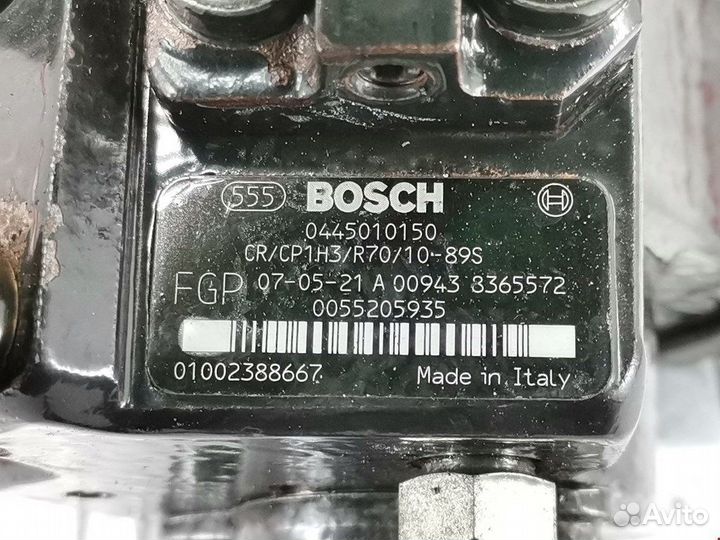 555 BOSCH
0445010150
CR/CP1H3/R70/10-89S
FGP 07-05-21 A 00943 3365572
0055205935
01002388667 Made in Italy
Avito